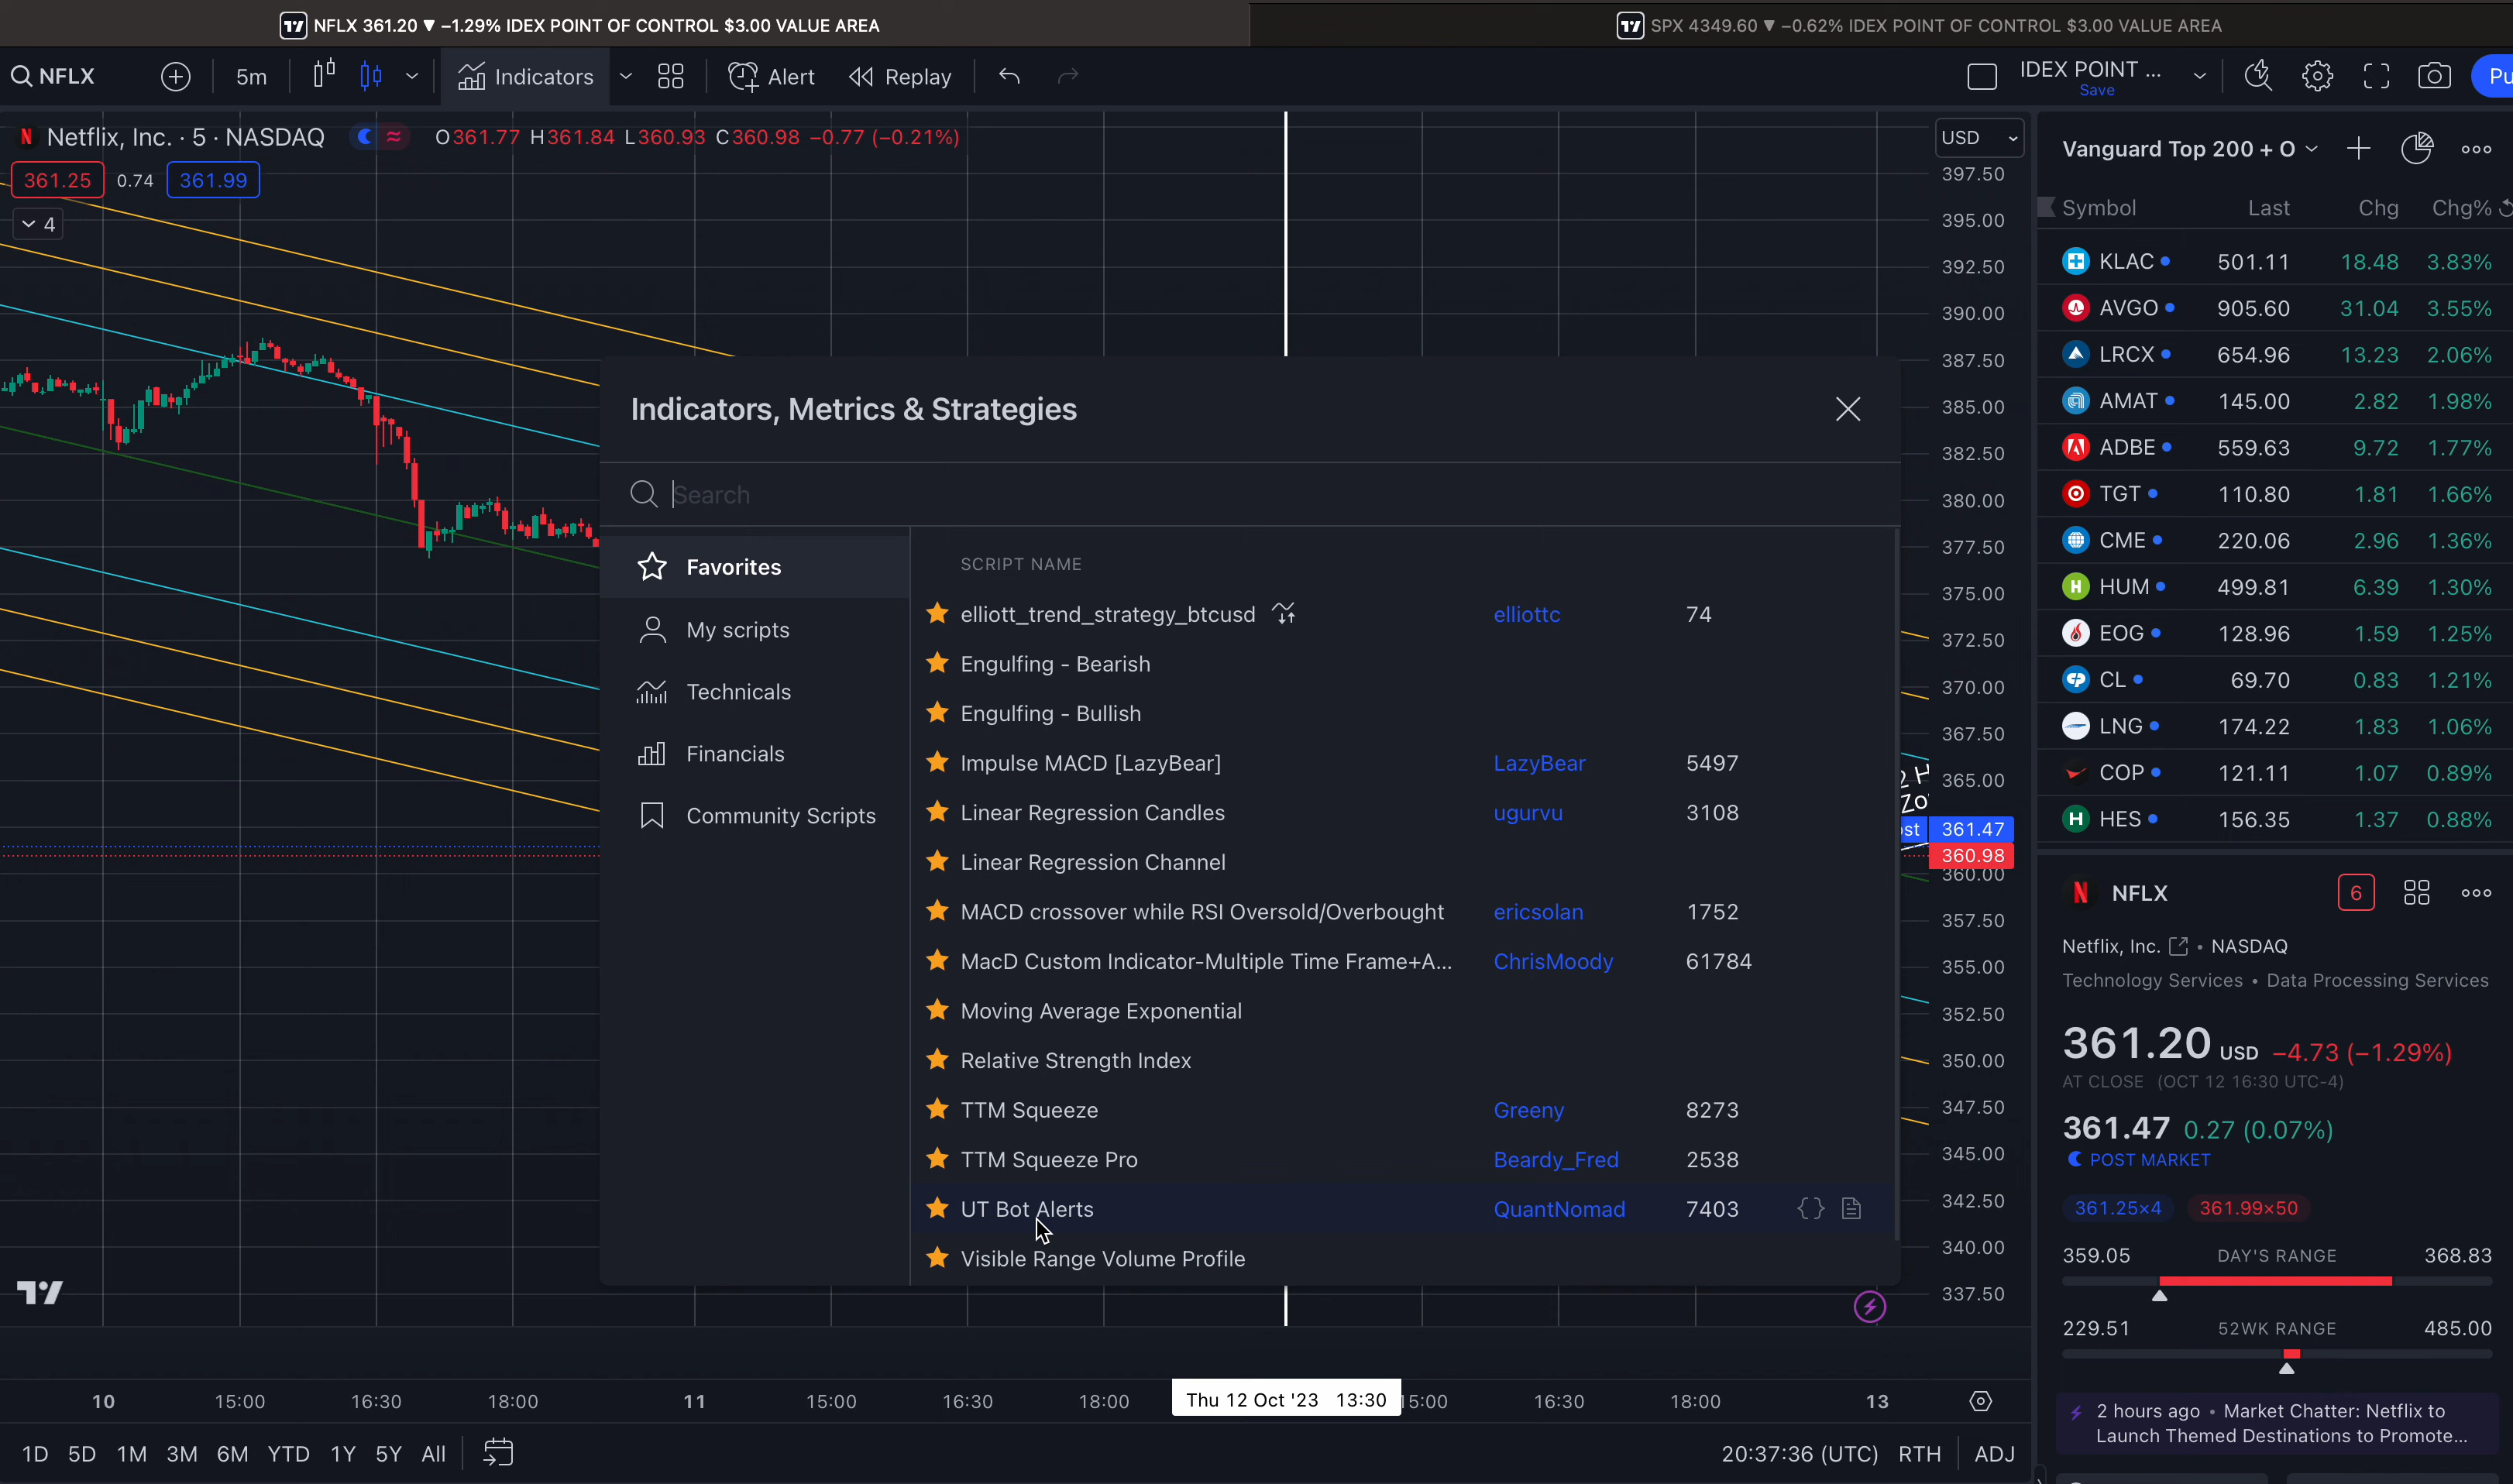 NFLX 361.20 ▼ −1.29% IDEX POINT OF CONTROL $3.00 VALUE AREA
SPX 4349.60 ▼ −0.62% IDEX POINT OF CONTROL $3.00 VALUE AREA
NFLX 5m Indicators Alert Replay
IDEX POINT ...
Save
Pu
Netflix, Inc. · 5 · NASDAQ O361.77 H361.84 L360.93 C360.98 −0.77 (−0.21%)
361.25 0.74 361.99
4
USD
397.50
395.00
392.50
390.00
387.50
385.00
382.50
380.00
377.50
375.00
372.50
370.00
367.50
365.00
361.47
360.98
360.00
357.50
355.00
352.50
350.00
347.50
345.00
342.50
340.00
337.50
Indicators, Metrics & Strategies
Search
Favorites
My scripts
Technicals
Financials
Community Scripts
SCRIPT NAME
elliott_trend_strategy_btcusd elliottc 74
Engulfing - Bearish
Engulfing - Bullish
Impulse MACD [LazyBear] LazyBear 5497
Linear Regression Candles ugurvu 3108
Linear Regression Channel
MACD crossover while RSI Oversold/Overbought ericsolan 1752
MacD Custom Indicator-Multiple Time Frame+A... ChrisMoody 61784
Moving Average Exponential
Relative Strength Index
TTM Squeeze Greeny 8273
TTM Squeeze Pro Beardy_Fred 2538
UT Bot Alerts QuantNomad 7403
Visible Range Volume Profile
10 15:00 16:30 18:00 11 15:00 16:30 18:00 Thu 12 Oct '23 13:30 15:00 16:30 18:00 13
1D 5D 1M 3M 6M YTD 1Y 5Y All
20:37:36 (UTC) RTH ADJ
Vanguard Top 200 + O
Symbol Last Chg Chg%
KLAC 501.11 18.48 3.83%
AVGO 905.60 31.04 3.55%
LRCX 654.96 13.23 2.06%
AMAT 145.00 2.82 1.98%
ADBE 559.63 9.72 1.77%
TGT 110.80 1.81 1.66%
CME 220.06 2.96 1.36%
HUM 499.81 6.39 1.30%
EOG 128.96 1.59 1.25%
CL 69.70 0.83 1.21%
LNG 174.22 1.83 1.06%
COP 121.11 1.07 0.89%
HES 156.35 1.37 0.88%
NFLX 6
Netflix, Inc. • NASDAQ
Technology Services • Data Processing Services
361.20 USD −4.73 (−1.29%)
AT CLOSE (OCT 12 16:30 UTC-4)
361.47 0.27 (0.07%)
POST MARKET
361.25×4 361.99×50
359.05 DAY'S RANGE 368.83
229.51 52WK RANGE 485.00
2 hours ago • Market Chatter: Netflix to
Launch Themed Destinations to Promote...